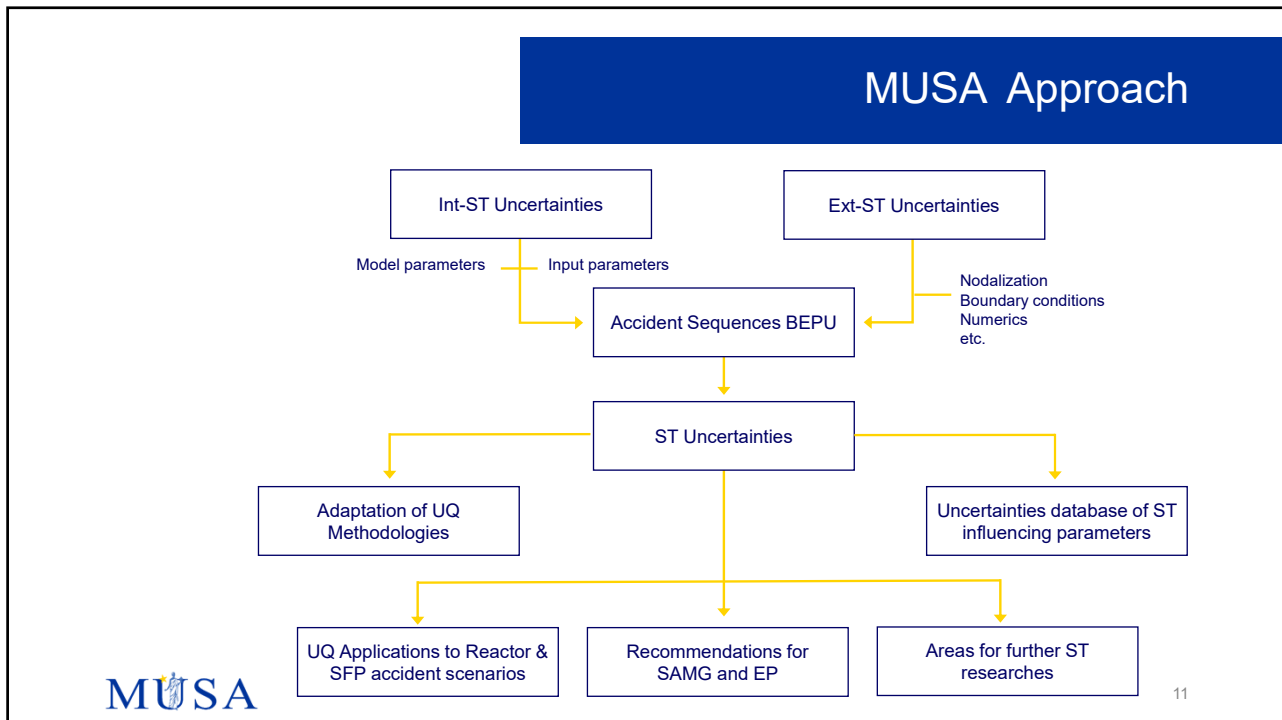 MUSA Approach
Int-ST Uncertainties
Ext-ST Uncertainties
Model parameters
Input parameters
Nodalization
Boundary conditions
Numerics
etc.
Accident Sequences BEPU
ST Uncertainties
Adaptation of UQ
Methodologies
Uncertainties database of ST
influencing parameters
UQ Applications to Reactor &
SFP accident scenarios
Recommendations for
SAMG and EP
Areas for further ST
researches
MUSA
11